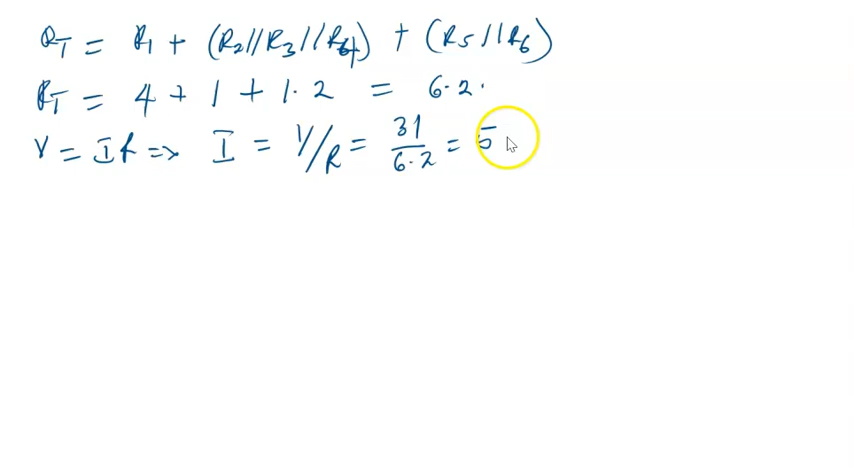 RT = R1 + (R2//R3//R4) + (R5//R6)
RT = 4 + 1 + 1.2 = 6.2.
V = IR => I = V/R = 31/6.2 = 5